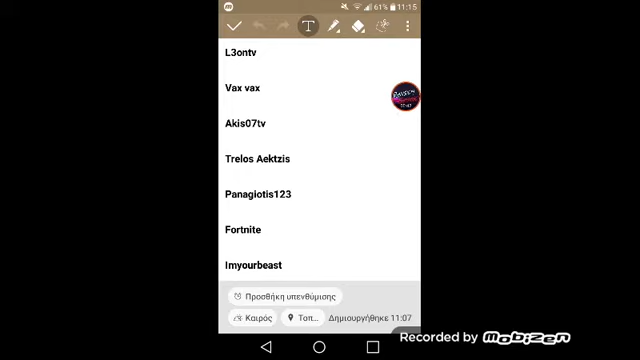 61% 11:15
L3ontv
Vax vax
Akis07tv
Trelos Aektzis
Panagiotis123
Fortnite
Imyourbeast
Προσθήκη υπενθύμισης
Καιρός Τοπ... Δημιουργήθηκε 11:07
Recorded by mobizen